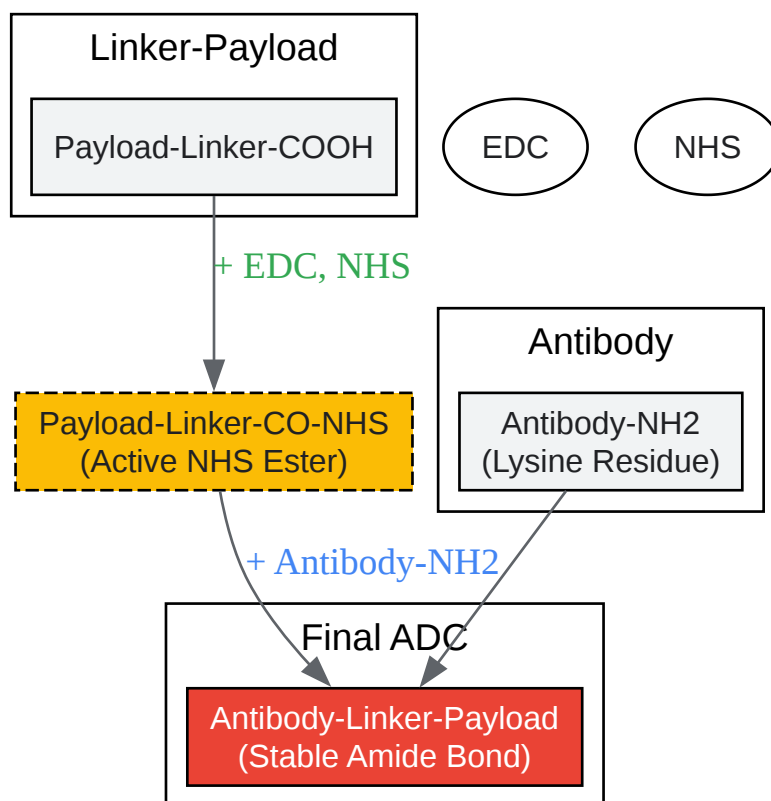 Linker-Payload
Payload-Linker-COOH
EDC
NHS
+ EDC, NHS
Antibody
Payload-Linker-CO-NHS
(Active NHS Ester)
Antibody-NH2
(Lysine Residue)
+ Antibody-NH2
Final ADC
Antibody-Linker-Payload
(Stable Amide Bond)